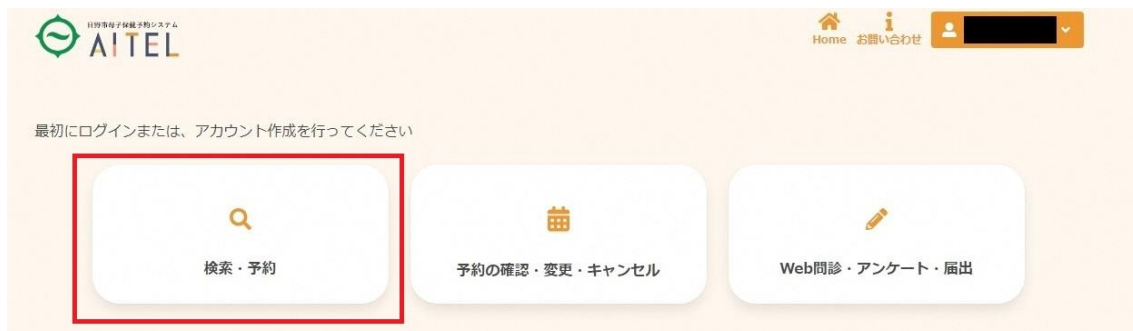 日野市母子保健予約システム
AITEL
Home お問い合わせ
最初にログインまたは、アカウント作成を行ってください
検索・予約
予約の確認・変更・キャンセル
Web問診・アンケート・届出